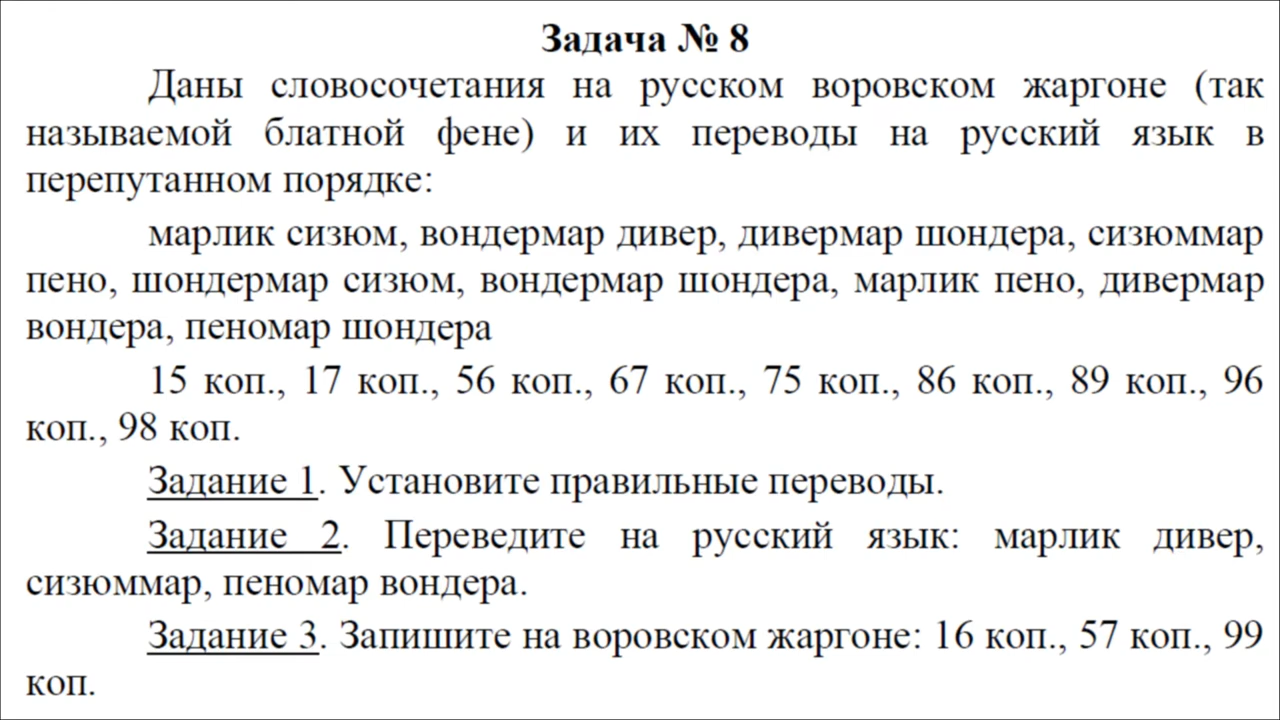 Задача № 8
Даны словосочетания на русском воровском жаргоне (так
называемой блатной фене) и их переводы на русский язык в
перепутанном порядке:
марлик сизюм, вондермар дивер, дивермар шондера, сизюммар
пено, шондермар сизюм, вондермар шондера, марлик пено, дивермар
вондера, пеномар шондера
15 коп., 17 коп., 56 коп., 67 коп., 75 коп., 86 коп., 89 коп., 96
коп., 98 коп.
Задание 1. Установите правильные переводы.
Задание 2. Переведите на русский язык: марлик дивер,
сизюммар, пеномар вондера.
Задание 3. Запишите на воровском жаргоне: 16 коп., 57 коп., 99
коп.